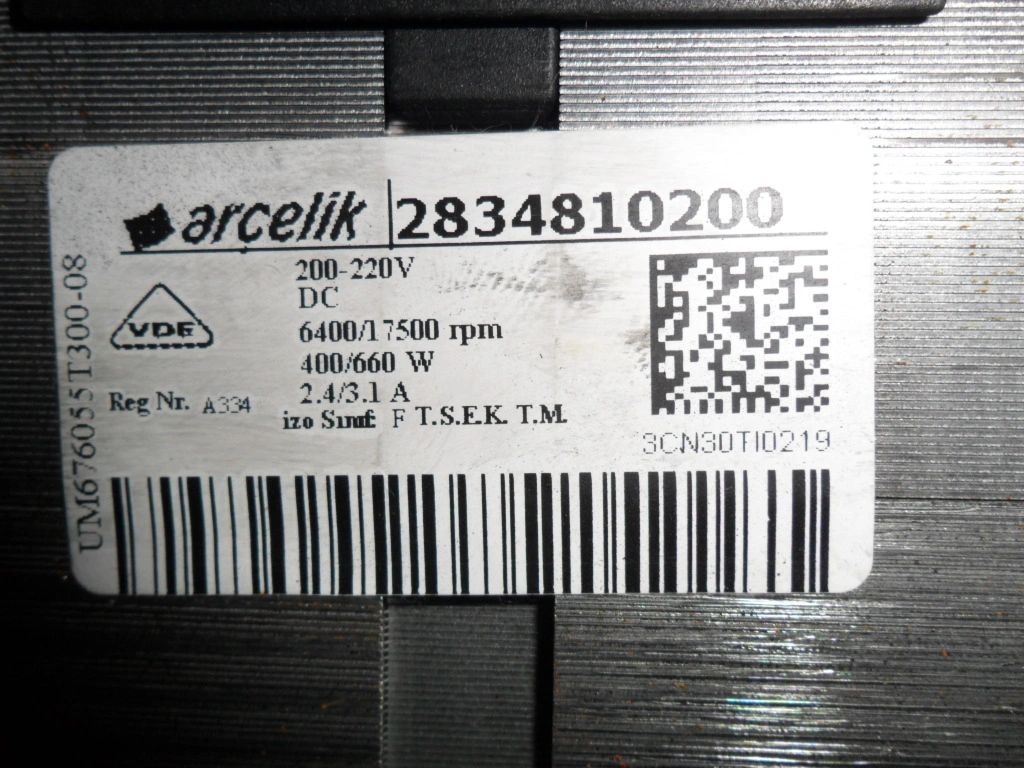 arcelik 2834810200
200-220V
DC
6400/17500 rpm
400/660 W
2.4/3.1 A
izo Sınıf: F T.S.E.K. T.M.
VDE
Reg Nr. A334
3CN30TI0219
UM676055T300-08